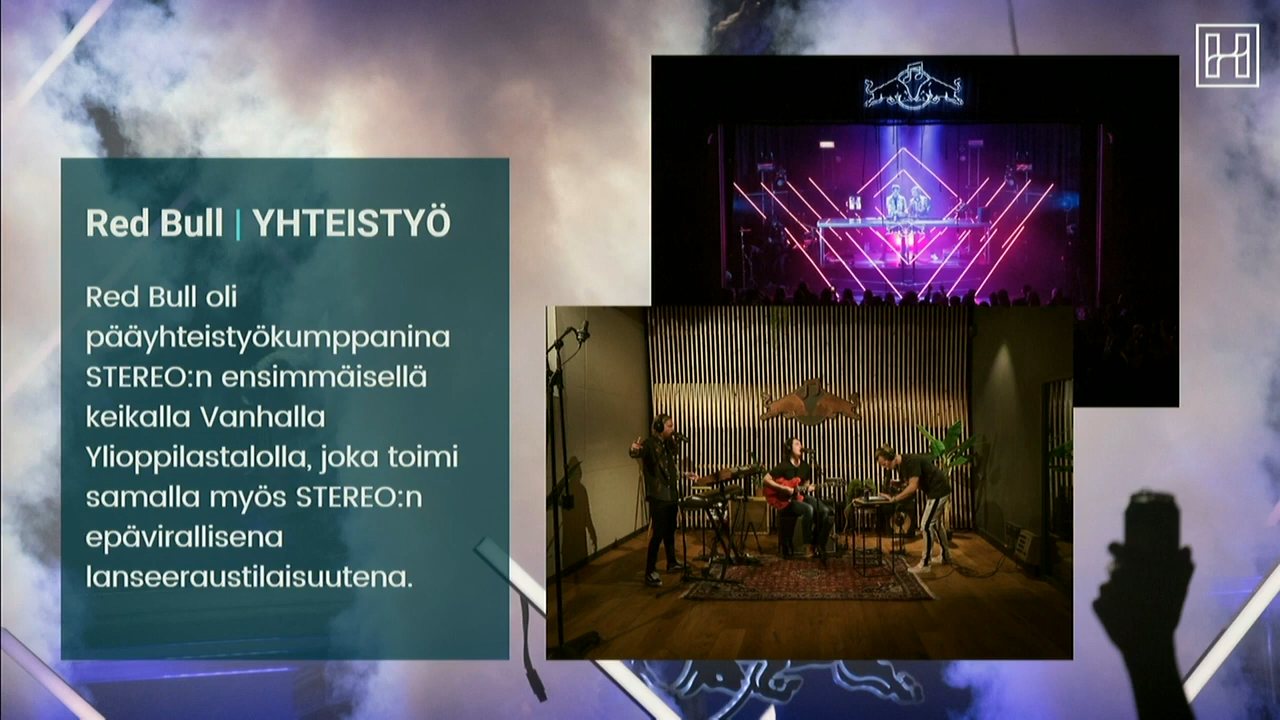 Red Bull | YHTEISTYÖ
Red Bull oli
pääyhteistyökumppanina
STEREO:n ensimmäisellä
keikalla Vanhalla
Ylioppilastalolla, joka toimi
samalla myös STEREO:n
epävirallisena
lanseeraustilaisuutena.